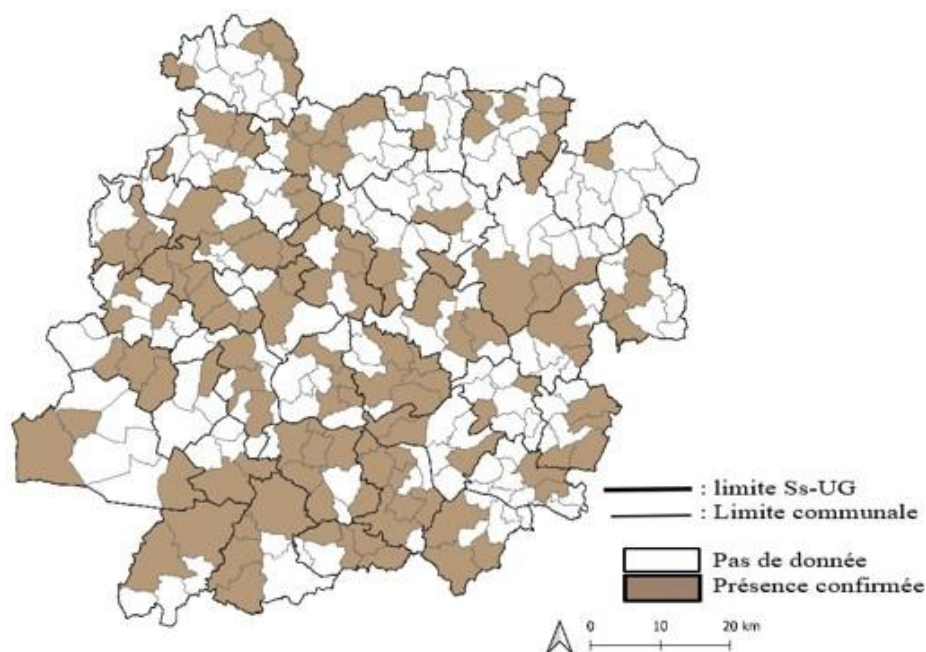 : limite Ss-UG
: Limite communale
Pas de donnée
Présence confirmée
0 10 20 km